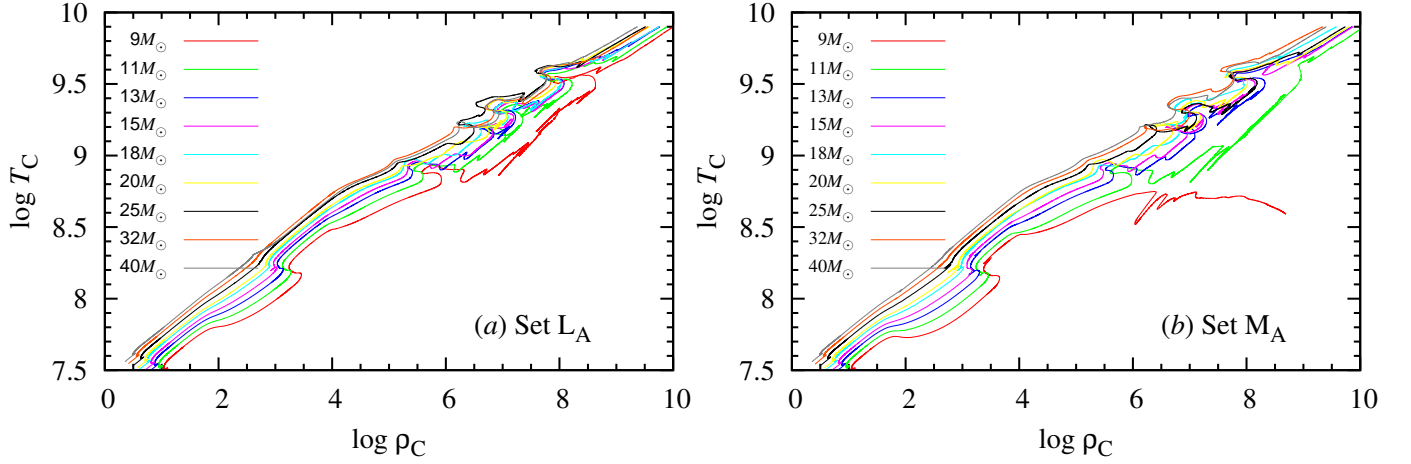 10
9.5
9
8.5
8
7.5
log T_C
9M_⊙
11M_⊙
13M_⊙
15M_⊙
18M_⊙
20M_⊙
25M_⊙
32M_⊙
40M_⊙
(a) Set L_A
0 2 4 6 8 10
log ρ_C
10
9.5
9
8.5
8
7.5
log T_C
9M_⊙
11M_⊙
13M_⊙
15M_⊙
18M_⊙
20M_⊙
25M_⊙
32M_⊙
40M_⊙
(b) Set M_A
0 2 4 6 8 10
log ρ_C